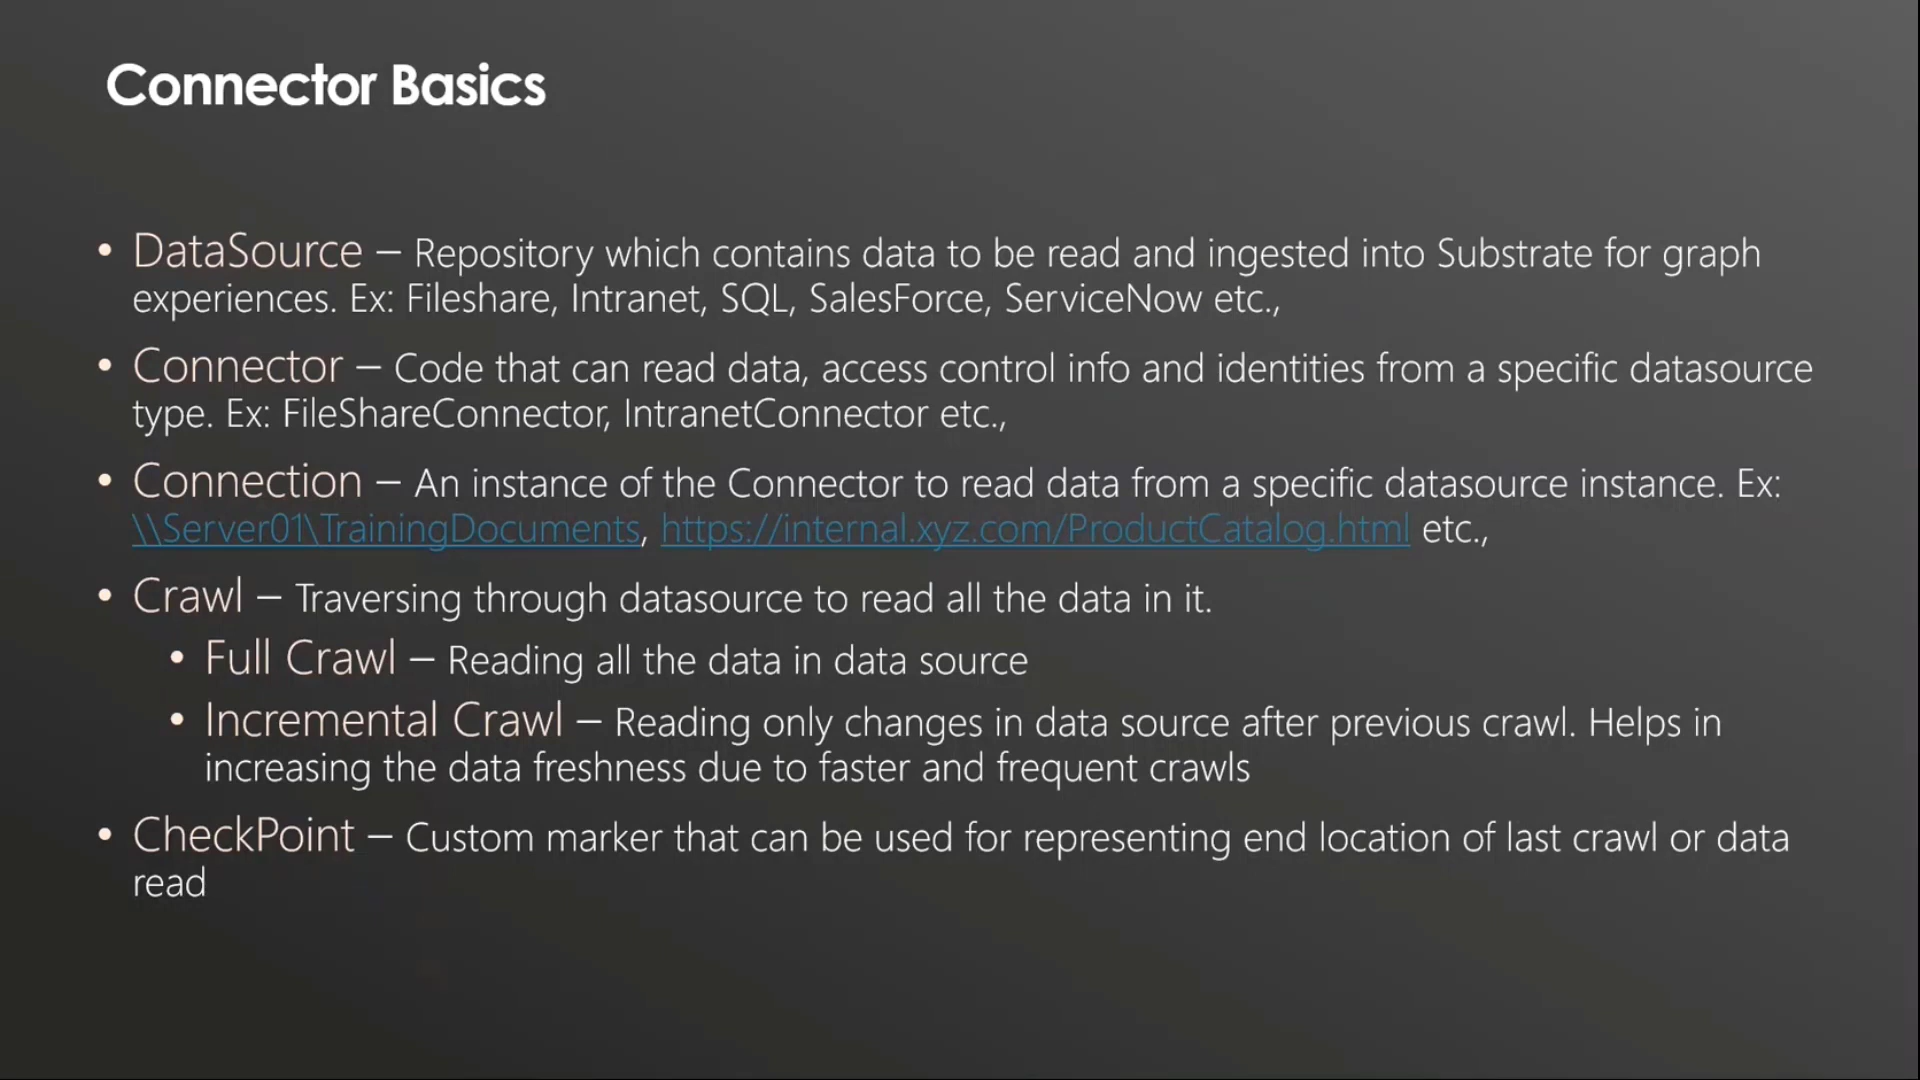 Connector Basics
• DataSource – Repository which contains data to be read and ingested into Substrate for graph
experiences. Ex: Fileshare, Intranet, SQL, SalesForce, ServiceNow etc.,
• Connector – Code that can read data, access control info and identities from a specific datasource
type. Ex: FileShareConnector, IntranetConnector etc.,
• Connection – An instance of the Connector to read data from a specific datasource instance. Ex:
\\Server01\TrainingDocuments, https://internal.xyz.com/ProductCatalog.html etc.,
• Crawl – Traversing through datasource to read all the data in it.
• Full Crawl – Reading all the data in data source
• Incremental Crawl – Reading only changes in data source after previous crawl. Helps in
increasing the data freshness due to faster and frequent crawls
• CheckPoint – Custom marker that can be used for representing end location of last crawl or data
read